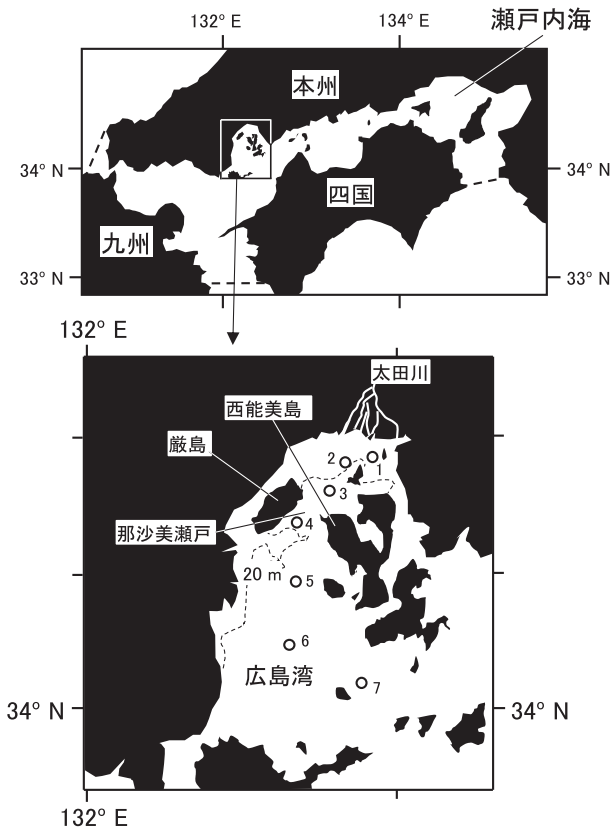 132° E
134° E
瀬戸内海
本州
34° N
34° N
四国
九州
33° N
33° N
132° E
太田川
西能美島
厳島
2
1
3
那沙美瀬戸
4
20 m
5
6
広島湾
7
34° N
34° N
132° E